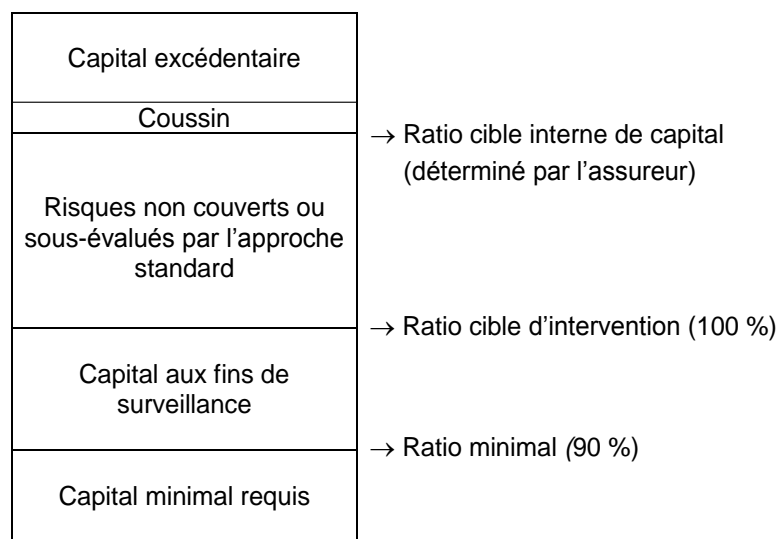 Capital excédentaire
Coussin
→ Ratio cible interne de capital
(déterminé par l'assureur)
Risques non couverts ou
sous-évalués par l'approche
standard
→ Ratio cible d'intervention (100 %)
Capital aux fins de
surveillance
→ Ratio minimal (90 %)
Capital minimal requis